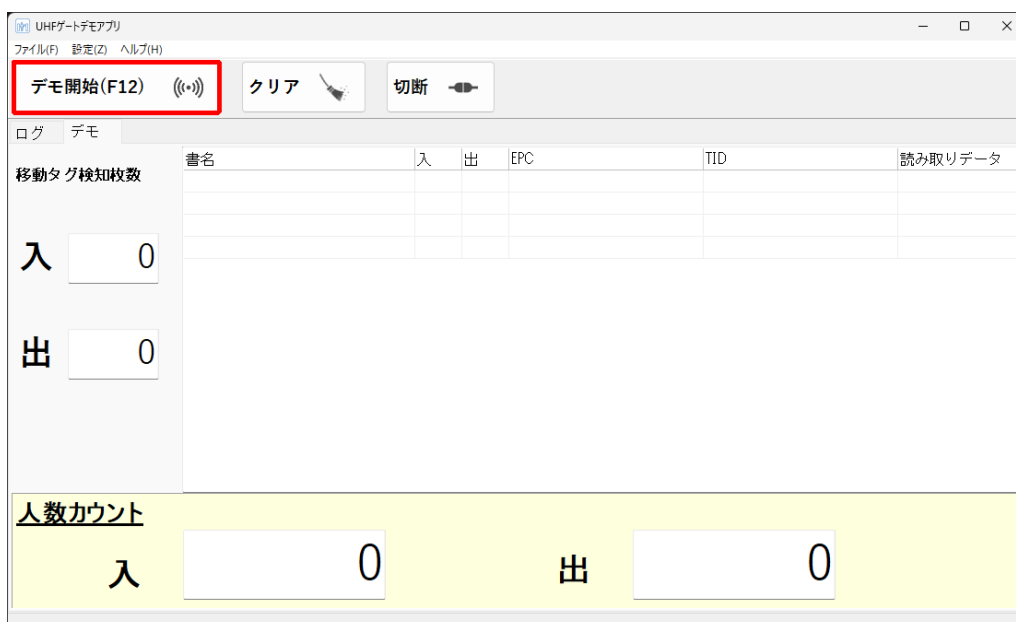 UHFゲートデモアプリ
ファイル(F) 設定(Z) ヘルプ(H)
デモ開始(F12) クリア 切断
ログ デモ
移動タグ検知枚数
書名 入 出 EPC TID 読み取りデータ
入 0
出 0
人数カウント
入 0 出 0